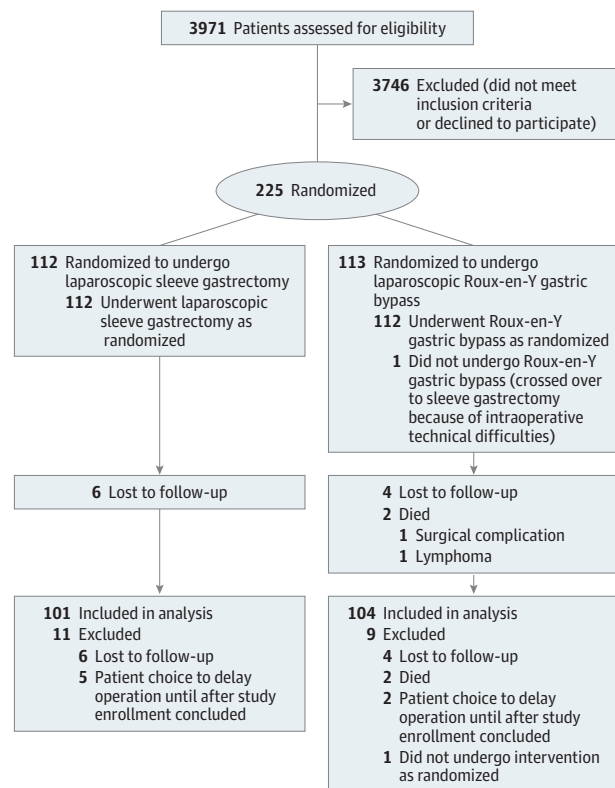 3971 Patients assessed for eligibility
3746 Excluded (did not meet
inclusion criteria
or declined to participate)
225 Randomized
112 Randomized to undergo
laparoscopic sleeve gastrectomy
112 Underwent laparoscopic
sleeve gastrectomy as
randomized
113 Randomized to undergo
laparoscopic Roux-en-Y gastric
bypass
112 Underwent Roux-en-Y
gastric bypass as randomized
1 Did not undergo Roux-en-Y
gastric bypass (crossed over
to sleeve gastrectomy
because of intraoperative
technical difficulties)
6 Lost to follow-up
4 Lost to follow-up
2 Died
1 Surgical complication
1 Lymphoma
101 Included in analysis
11 Excluded
6 Lost to follow-up
5 Patient choice to delay
operation until after study
enrollment concluded
104 Included in analysis
9 Excluded
4 Lost to follow-up
2 Died
2 Patient choice to delay
operation until after study
enrollment concluded
1 Did not undergo intervention
as randomized